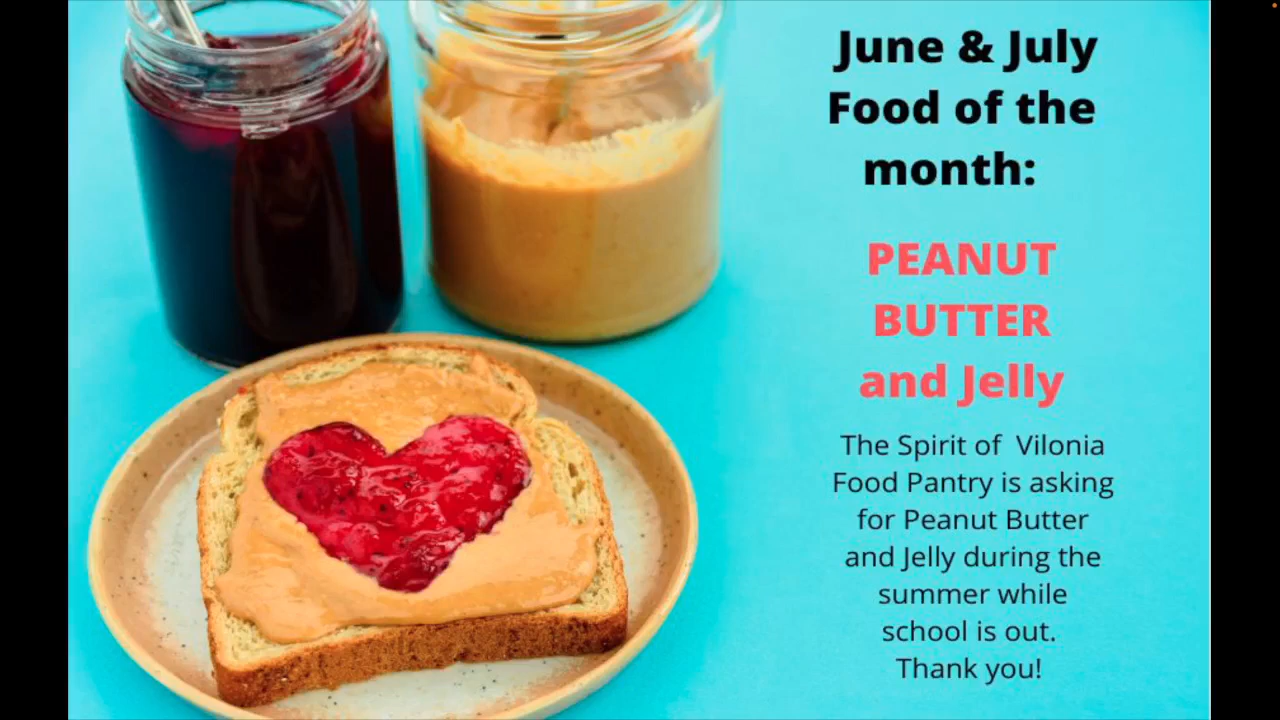 June & July
Food of the
month:
PEANUT
BUTTER
and Jelly
The Spirit of  Vilonia
Food Pantry is asking
for Peanut Butter
and Jelly during the
summer while
school is out.
Thank you!